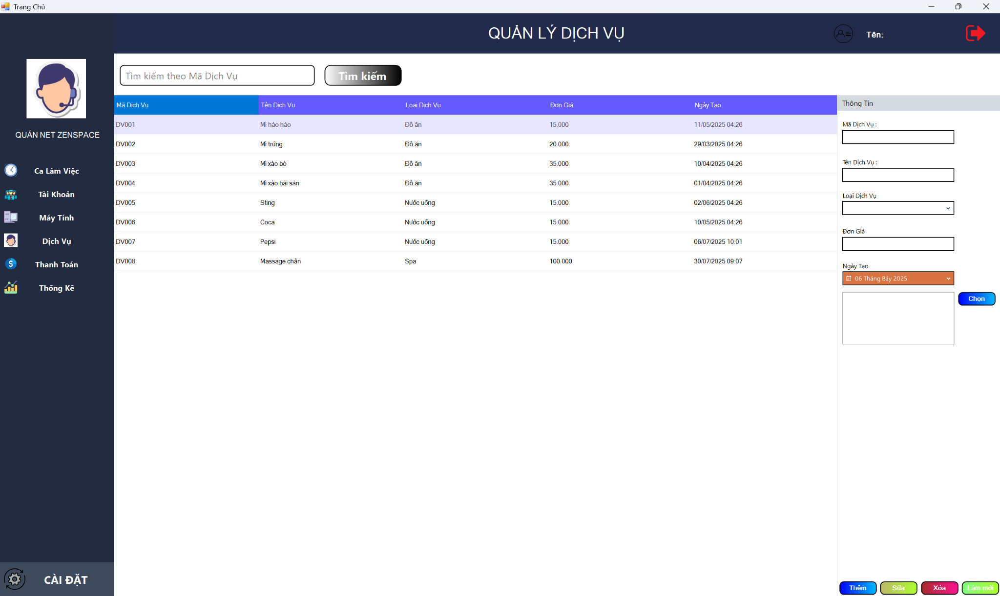 Trang Chủ
QUẢN LÝ DỊCH VỤ
Tên:
QUÁN NET ZENSPACE
Ca Làm Việc
Tài Khoản
Máy Tính
Dịch Vụ
Thanh Toán
Thống Kê
CÀI ĐẶT
Tìm kiếm theo Mã Dịch Vụ
Tìm kiếm
Mã Dịch Vụ Tên Dịch Vụ Loại Dịch Vụ Đơn Giá Ngày Tạo
DV001 Mì hảo hảo Đồ ăn 15.000 11/05/2025 04:26
DV002 Mì trứng Đồ ăn 20.000 29/03/2025 04:26
DV003 Mì xào bò Đồ ăn 35.000 10/04/2025 04:26
DV004 Mì xào hải sản Đồ ăn 35.000 01/04/2025 04:26
DV005 Sting Nước uống 15.000 02/06/2025 04:26
DV006 Coca Nước uống 15.000 10/05/2025 04:26
DV007 Pepsi Nước uống 15.000 06/07/2025 10:01
DV008 Massage chân Spa 100.000 30/07/2025 09:07
Thông Tin
Mã Dịch Vụ :
Tên Dịch Vụ :
Loại Dịch Vụ
Đơn Giá
Ngày Tạo
06 Tháng Bảy 2025
Chọn
Thêm
Sửa
Xóa
Làm mới